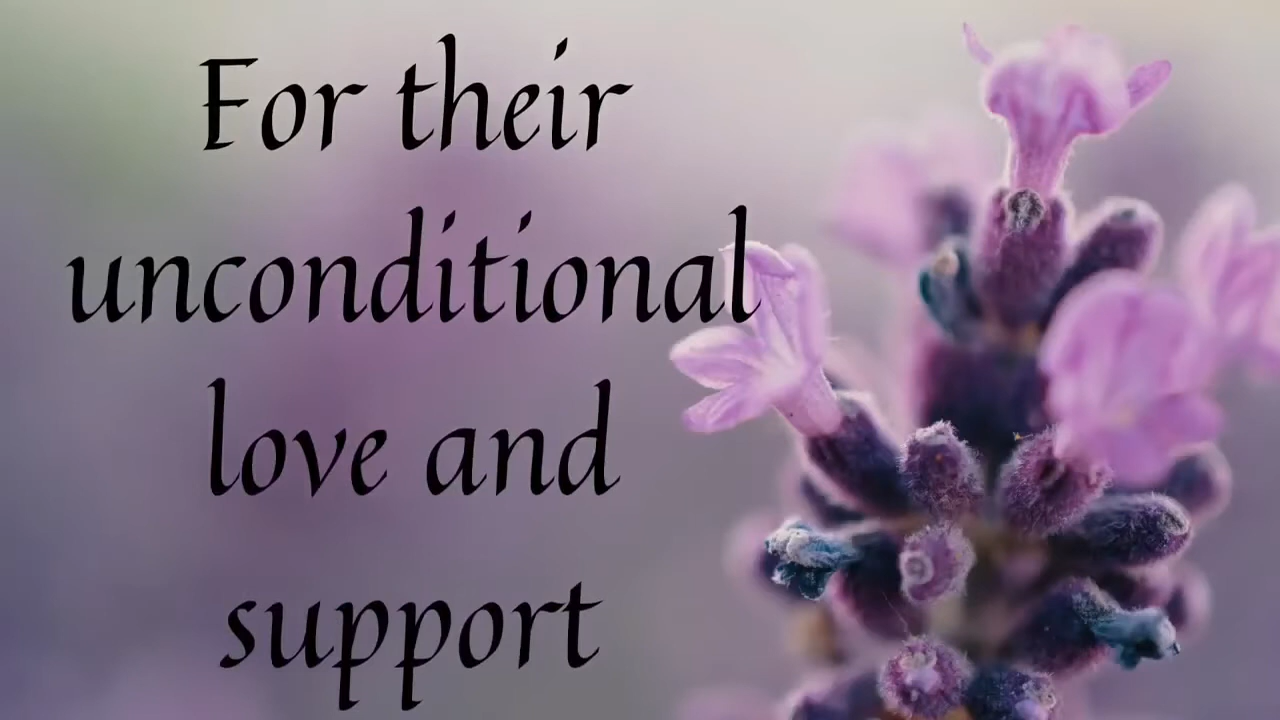 For their
unconditional
love and
support